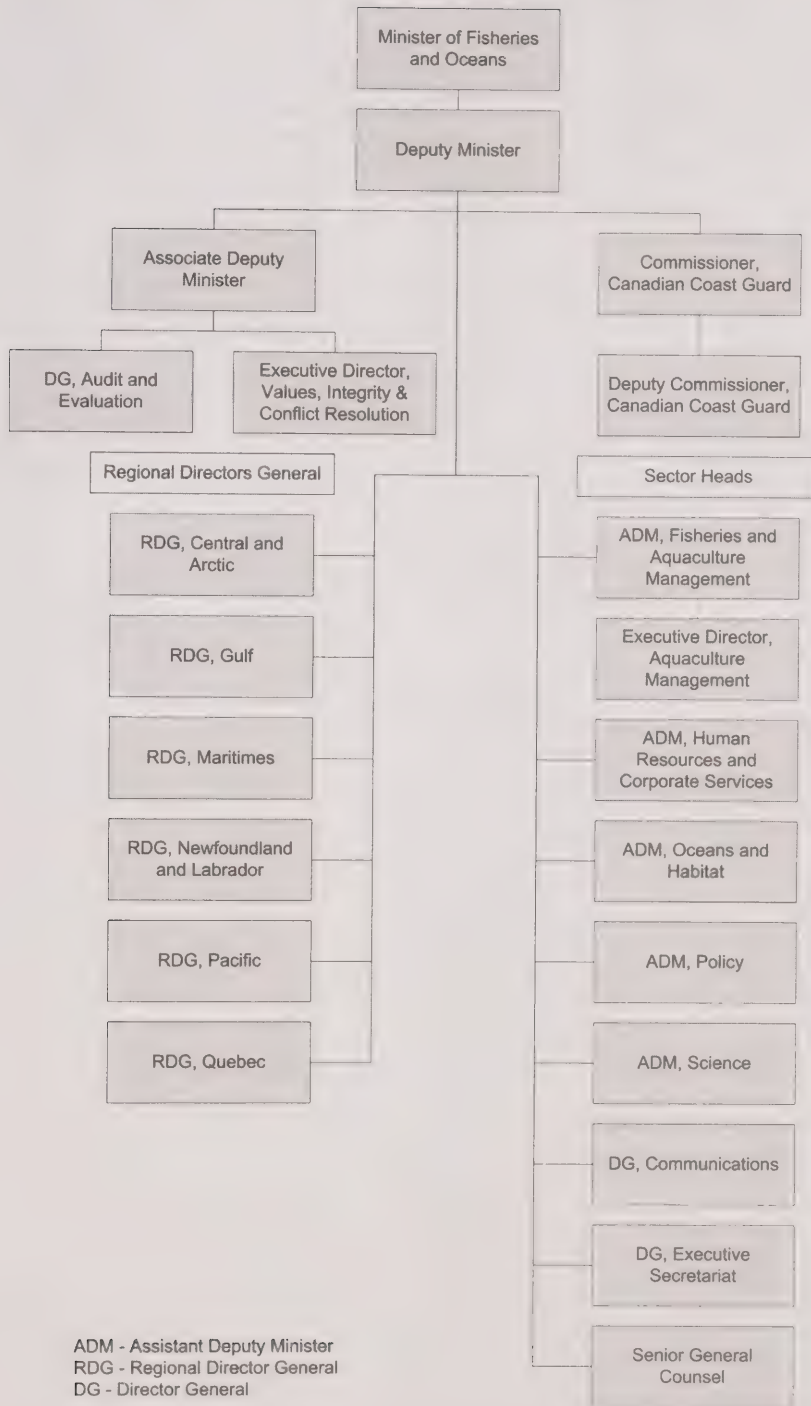 Minister of Fisheries
and Oceans
Deputy Minister
Associate Deputy
Minister
Commissioner,
Canadian Coast Guard
DG, Audit and
Evaluation
Executive Director,
Values, Integrity &
Conflict Resolution
Deputy Commissioner,
Canadian Coast Guard
Regional Directors General
RDG, Central and
Arctic
RDG, Gulf
RDG, Maritimes
RDG, Newfoundland
and Labrador
RDG, Pacific
RDG, Quebec
Sector Heads
ADM, Fisheries and
Aquaculture
Management
Executive Director,
Aquaculture
Management
ADM, Human
Resources and
Corporate Services
ADM, Oceans and
Habitat
ADM, Policy
ADM, Science
DG, Communications
DG, Executive
Secretariat
Senior General
Counsel
ADM - Assistant Deputy Minister
RDG - Regional Director General
DG - Director General